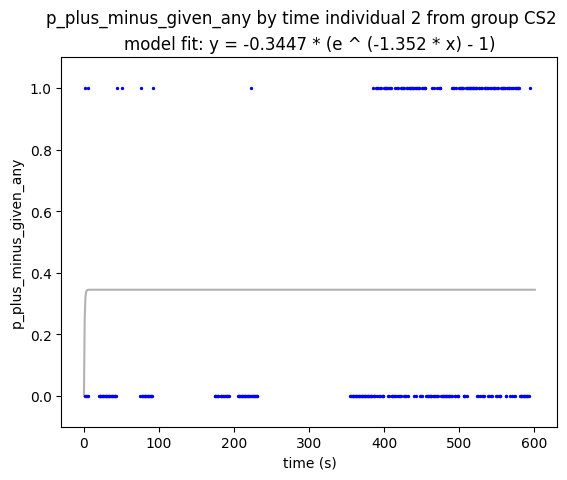 p_plus_minus_given_any by time individual 2 from group CS2
model fit: y = -0.3447 * (e ^ (-1.352 * x) - 1)
1.0
0.8
0.6
0.4
0.2
0.0
p_plus_minus_given_any
0 100 200 300 400 500 600
time (s)